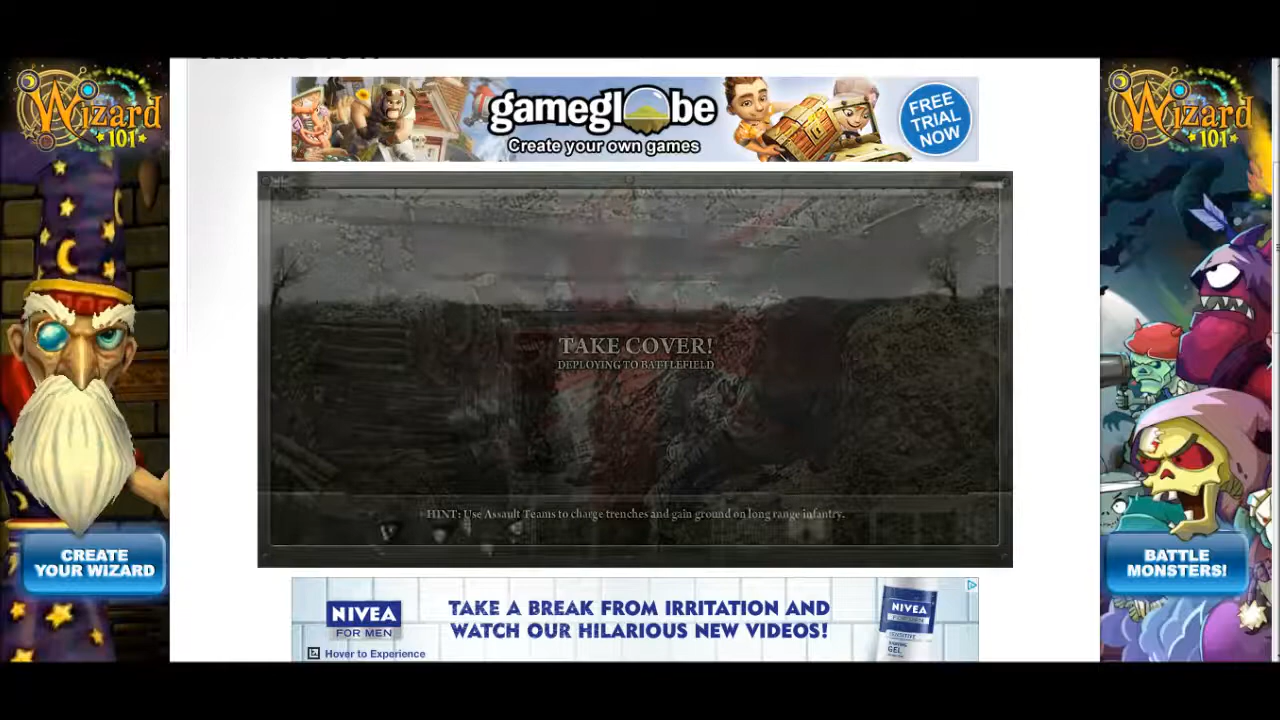 Wizard
101
CREATE
YOUR WIZARD
gameglobe
Create your own games
FREE
TRIAL
NOW
TAKE COVER!
DEPLOYING TO BATTLEFIELD
HINT: Use Assault Teams to charge trenches and gain ground on long range infantry.
NIVEA
FOR MEN
TAKE A BREAK FROM IRRITATION AND
WATCH OUR HILARIOUS NEW VIDEOS!
Hover to Experience
NIVEA
SENSITIVE
GEL
Wizard
101
BATTLE
MONSTERS!